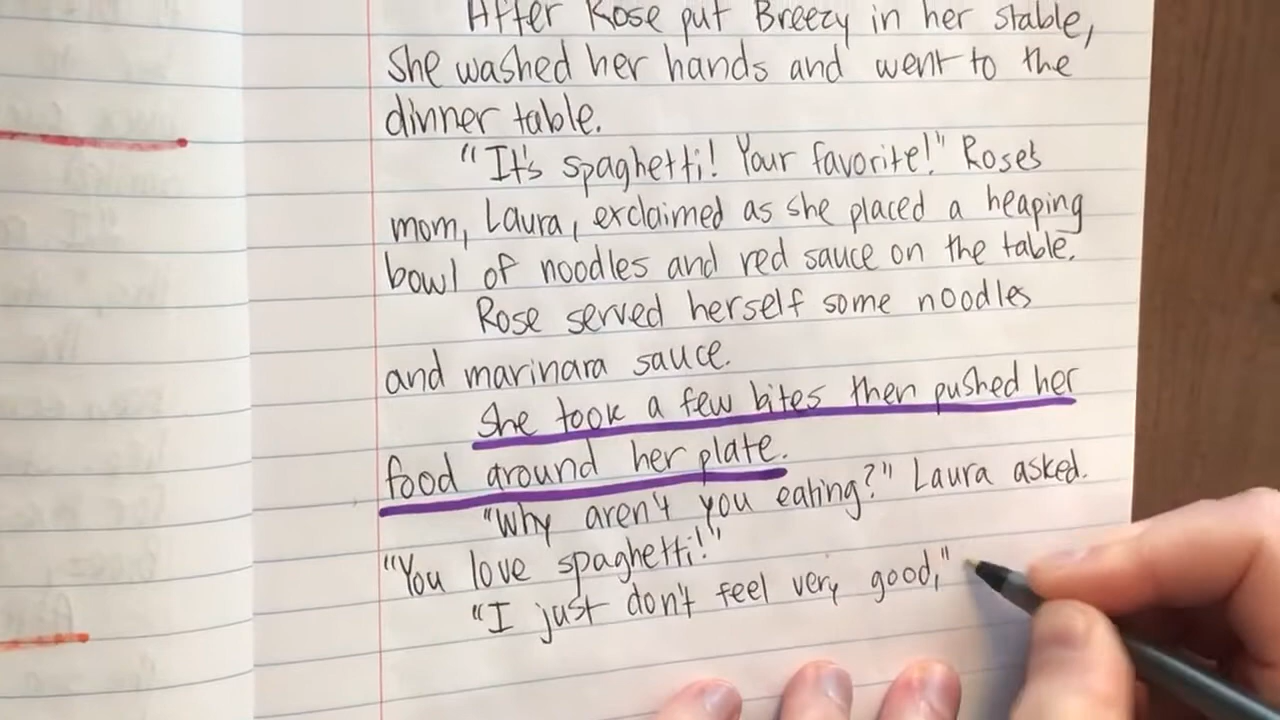 After Rose put Breezy in her stable,
she washed her hands and went to the
dinner table.
"It's spaghetti! Your favorite!" Rose's
mom, Laura, exclaimed as she placed a heaping
bowl of noodles and red sauce on the table.
Rose served herself some noodles
and marinara sauce.
She took a few bites then pushed her
food around her plate.
"Why aren't you eating?" Laura asked.
"You love spaghetti!"
"I just don't feel very good,"